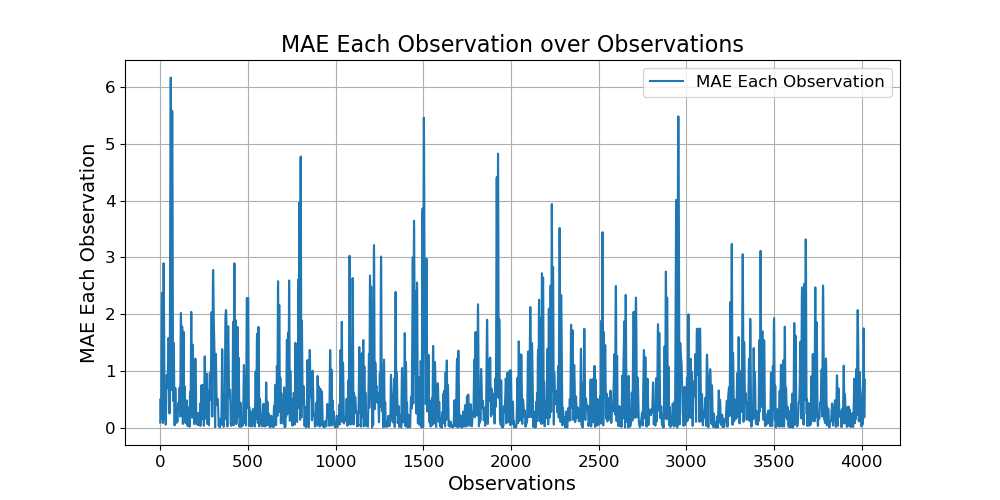 MAE Each Observation over Observations
MAE Each Observation
6
5
4
3
2
1
0
MAE Each Observation
0 500 1000 1500 2000 2500 3000 3500 4000
Observations